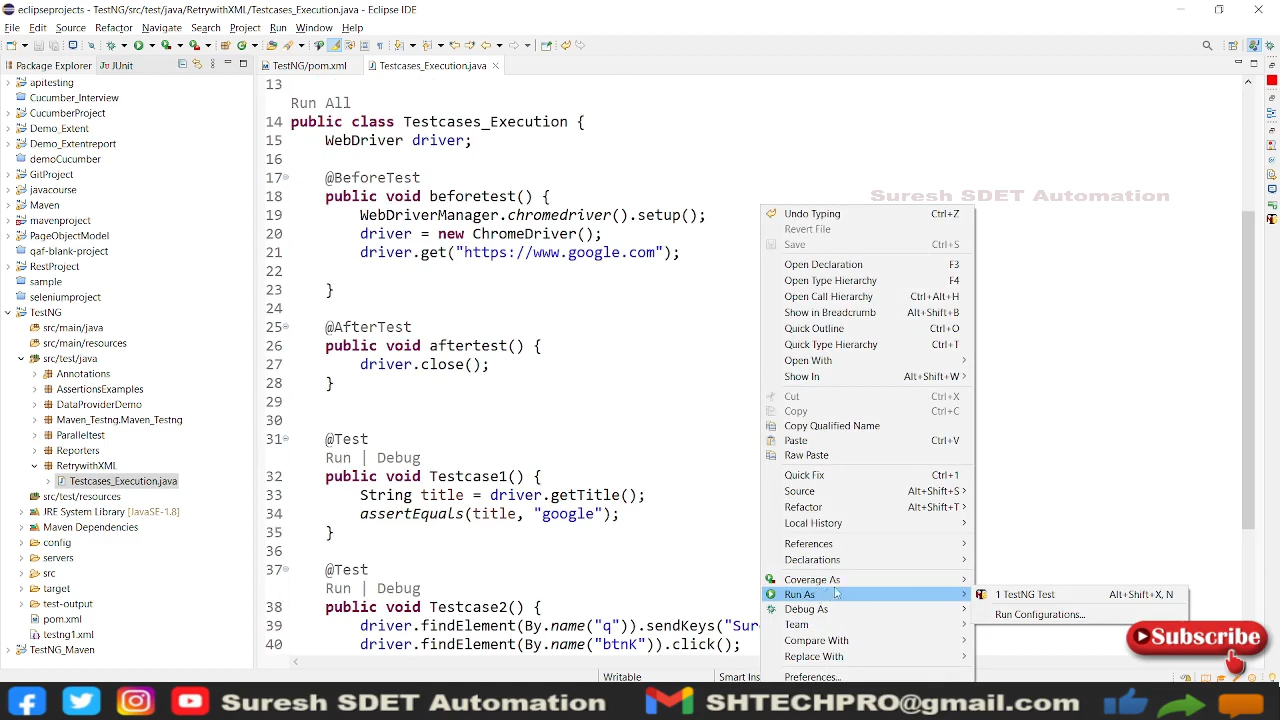 eclipseprojects - TestNG/src/test/java/RetrywithXML/Testcases_Execution.java - Eclipse IDE
File Edit Source Refactor Navigate Search Project Run Window Help
Package Explorer JUnit
TestNG/pom.xml Testcases_Execution.java
apitesting
Cucumber_Interview
CucumberProject
Demo_Extent
Demo_Extentreport
demoCucumber
GitProject
javacourse
Maven
mavenproject
PageObjectModel
qaf-blank-project
RestProject
sample
seleniumproject
TestNG
src/main/java
src/main/resources
src/test/java
Annotations
AssertionsExamples
DataProviderDemo
Maven_Testng.Maven_Testng
Paralleltest
Reporters
RetrywithXML
Testcases_Execution.java
src/test/resources
JRE System Library [JavaSE-1.8]
Maven Dependencies
config
servers
src
target
test-output
pom.xml
testng1.xml
TestNG_Maven
13
Run All
14 public class Testcases_Execution {
15 WebDriver driver;
16
17 @BeforeTest
18 public void beforetest() {
19 WebDriverManager.chromedriver().setup();
20 driver = new ChromeDriver();
21 driver.get("https://www.google.com");
22
23 }
24
25 @AfterTest
26 public void aftertest() {
27 driver.close();
28 }
29
30
31 @Test
Run | Debug
32 public void Testcase1() {
33 String title = driver.getTitle();
34 assertEquals(title, "google");
35 }
36
37 @Test
Run | Debug
38 public void Testcase2() {
39 driver.findElement(By.name("q")).sendKeys("Sur
40 driver.findElement(By.name("btnK")).click();
Suresh SDET Automation
Undo Typing Ctrl+Z
Revert File
Save Ctrl+S
Open Declaration F3
Open Type Hierarchy F4
Open Call Hierarchy Ctrl+Alt+H
Show in Breadcrumb Alt+Shift+B
Quick Outline Ctrl+O
Quick Type Hierarchy Ctrl+T
Open With
Show In Alt+Shift+W
Cut Ctrl+X
Copy Ctrl+C
Copy Qualified Name
Paste Ctrl+V
Raw Paste
Quick Fix Ctrl+1
Source Alt+Shift+S
Refactor Alt+Shift+T
Local History
References
Declarations
Coverage As
Run As
Debug As
Team
Compare With
Replace With
Preferences...
1 TestNG Test Alt+Shift+X, N
Run Configurations...
Subscribe
Writable Smart Ins
Suresh SDET Automation SHTECHPRO@gmail.com